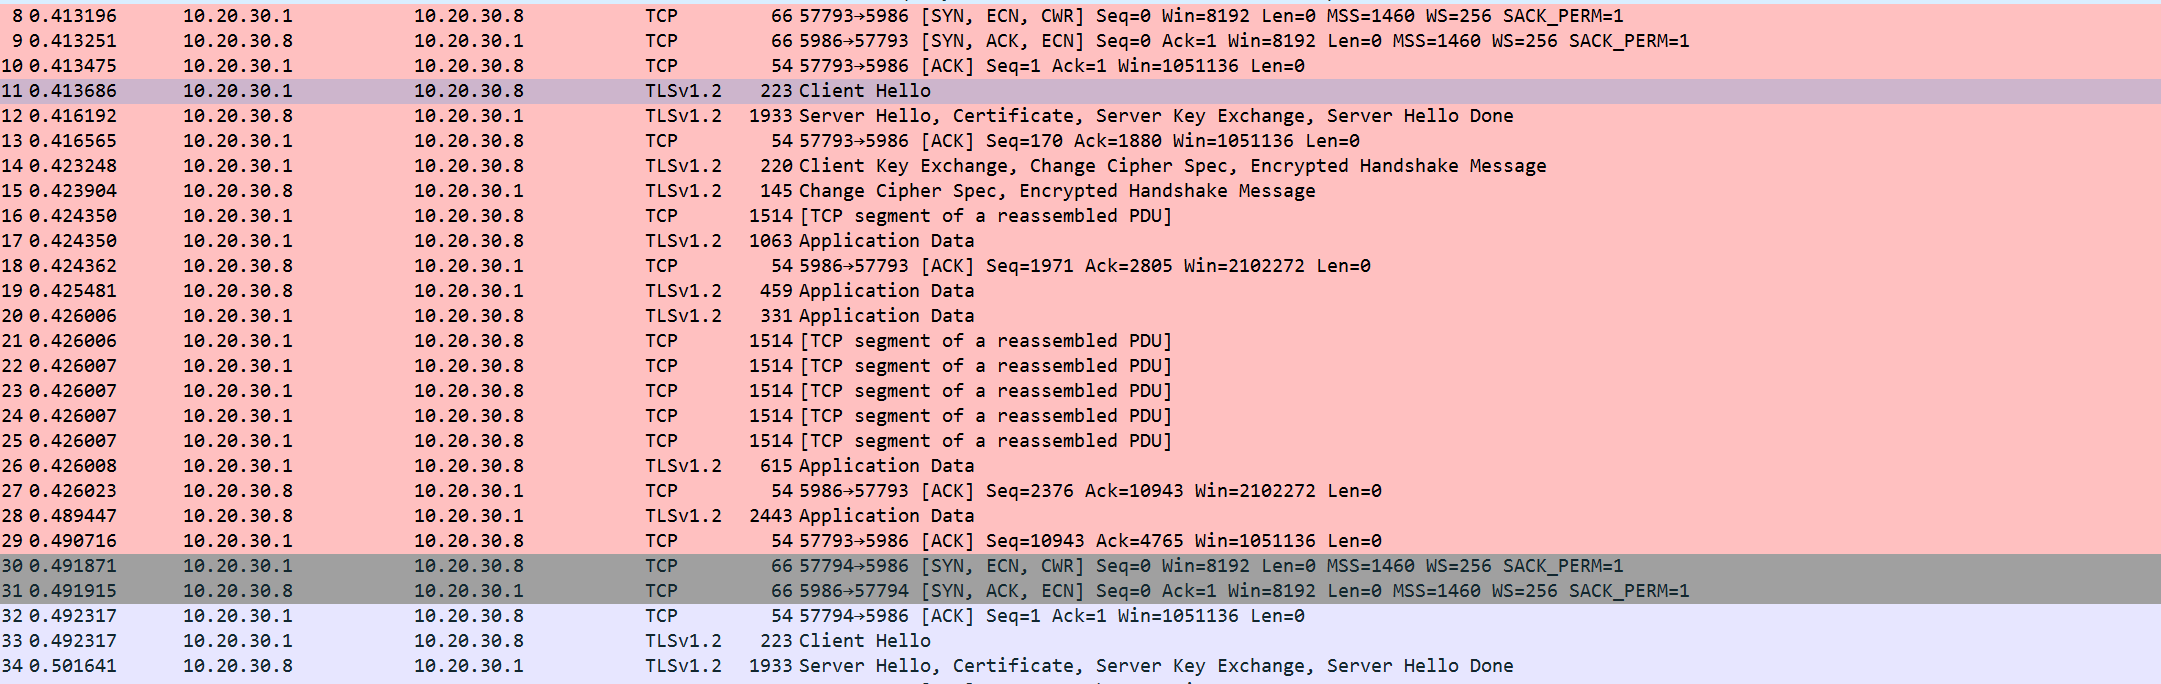 8 0.413196 10.20.30.1 10.20.30.8 TCP 66 57793→5986 [SYN, ECN, CWR] Seq=0 Win=8192 Len=0 MSS=1460 WS=256 SACK_PERM=1
9 0.413251 10.20.30.8 10.20.30.1 TCP 66 5986→57793 [SYN, ACK, ECN] Seq=0 Ack=1 Win=8192 Len=0 MSS=1460 WS=256 SACK_PERM=1
10 0.413475 10.20.30.1 10.20.30.8 TCP 54 57793→5986 [ACK] Seq=1 Ack=1 Win=1051136 Len=0
11 0.413686 10.20.30.1 10.20.30.8 TLSv1.2 223 Client Hello
12 0.416192 10.20.30.8 10.20.30.1 TLSv1.2 1933 Server Hello, Certificate, Server Key Exchange, Server Hello Done
13 0.416565 10.20.30.1 10.20.30.8 TCP 54 57793→5986 [ACK] Seq=170 Ack=1880 Win=1051136 Len=0
14 0.423248 10.20.30.1 10.20.30.8 TLSv1.2 220 Client Key Exchange, Change Cipher Spec, Encrypted Handshake Message
15 0.423904 10.20.30.8 10.20.30.1 TLSv1.2 145 Change Cipher Spec, Encrypted Handshake Message
16 0.424350 10.20.30.1 10.20.30.8 TCP 1514 [TCP segment of a reassembled PDU]
17 0.424350 10.20.30.1 10.20.30.8 TLSv1.2 1063 Application Data
18 0.424362 10.20.30.8 10.20.30.1 TCP 54 5986→57793 [ACK] Seq=1971 Ack=2805 Win=2102272 Len=0
19 0.425481 10.20.30.8 10.20.30.1 TLSv1.2 459 Application Data
20 0.426006 10.20.30.1 10.20.30.8 TLSv1.2 331 Application Data
21 0.426006 10.20.30.1 10.20.30.8 TCP 1514 [TCP segment of a reassembled PDU]
22 0.426007 10.20.30.1 10.20.30.8 TCP 1514 [TCP segment of a reassembled PDU]
23 0.426007 10.20.30.1 10.20.30.8 TCP 1514 [TCP segment of a reassembled PDU]
24 0.426007 10.20.30.1 10.20.30.8 TCP 1514 [TCP segment of a reassembled PDU]
25 0.426007 10.20.30.1 10.20.30.8 TCP 1514 [TCP segment of a reassembled PDU]
26 0.426008 10.20.30.1 10.20.30.8 TLSv1.2 615 Application Data
27 0.426023 10.20.30.8 10.20.30.1 TCP 54 5986→57793 [ACK] Seq=2376 Ack=10943 Win=2102272 Len=0
28 0.489447 10.20.30.8 10.20.30.1 TLSv1.2 2443 Application Data
29 0.490716 10.20.30.1 10.20.30.8 TCP 54 57793→5986 [ACK] Seq=10943 Ack=4765 Win=1051136 Len=0
30 0.491871 10.20.30.1 10.20.30.8 TCP 66 57794→5986 [SYN, ECN, CWR] Seq=0 Win=8192 Len=0 MSS=1460 WS=256 SACK_PERM=1
31 0.491915 10.20.30.8 10.20.30.1 TCP 66 5986→57794 [SYN, ACK, ECN] Seq=0 Ack=1 Win=8192 Len=0 MSS=1460 WS=256 SACK_PERM=1
32 0.492317 10.20.30.1 10.20.30.8 TCP 54 57794→5986 [ACK] Seq=1 Ack=1 Win=1051136 Len=0
33 0.492317 10.20.30.1 10.20.30.8 TLSv1.2 223 Client Hello
34 0.501641 10.20.30.8 10.20.30.1 TLSv1.2 1933 Server Hello, Certificate, Server Key Exchange, Server Hello Done